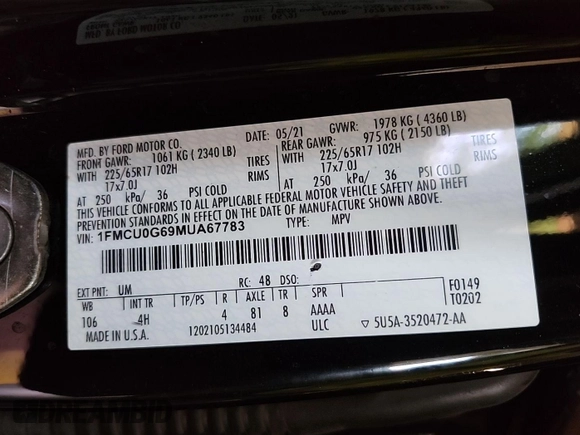 MFD. BY FORD MOTOR CO.
DATE: 05/21 GVWR: 1978 KG ( 4360 LB)
FRONT GAWR: 1061 KG ( 2340 LB) REAR GAWR: 975 KG ( 2150 LB)
WITH 225/65R17 102H TIRES WITH 225/65R17 102H TIRES
17x7.0J RIMS 17x7.0J RIMS
AT 250 kPa/ 36 PSI COLD AT 250 kPa/ 36 PSI COLD
THIS VEHICLE CONFORMS TO ALL APPLICABLE FEDERAL MOTOR VEHICLE SAFETY AND THEFT
PREVENTION STANDARDS IN EFFECT ON THE DATE OF MANUFACTURE SHOWN ABOVE.
VIN: 1FMCU0G69MUA67783 TYPE: MPV
EXT PNT: UM RC: 48 DSO: F0149
WB INT TR TP/PS R AXLE TR SPR T0202
106 4H 4 81 8 AAAA
MADE IN U.S.A. 1202105134484 ULC ▽ 5U5A-3520472-AA